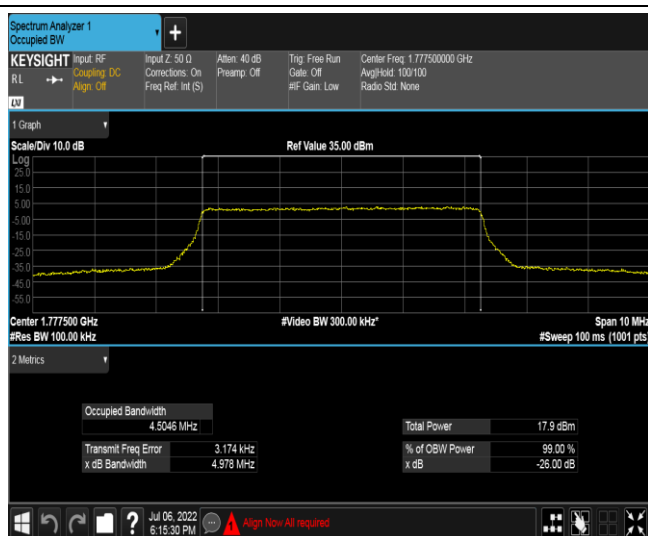 Spectrum Analyzer 1
Occupied BW
+
KEYSIGHT Input: RF Input Z: 50 Ω Atten: 40 dB Trig: Free Run Center Freq: 1.777500000 GHz
RL Coupling: DC Corrections: On Preamp: Off Gate: Off Avg|Hold: 100/100
Align: Off Freq Ref: Int (S) #IF Gain: Low Radio Std: None
LXI
1 Graph
Scale/Div 10.0 dB Ref Value 35.00 dBm
Log
25.0
15.0
5.00
-5.00
-15.0
-25.0
-35.0
-45.0
-55.0
Center 1.777500 GHz #Video BW 300.00 kHz* Span 10 MHz
#Res BW 100.00 kHz #Sweep 100 ms (1001 pts)
2 Metrics
Occupied Bandwidth
4.5046 MHz Total Power 17.9 dBm
Transmit Freq Error 3.174 kHz % of OBW Power 99.00 %
x dB Bandwidth 4.978 MHz x dB -26.00 dB
? Jul 06, 2022
6:15:30 PM Align Now All required